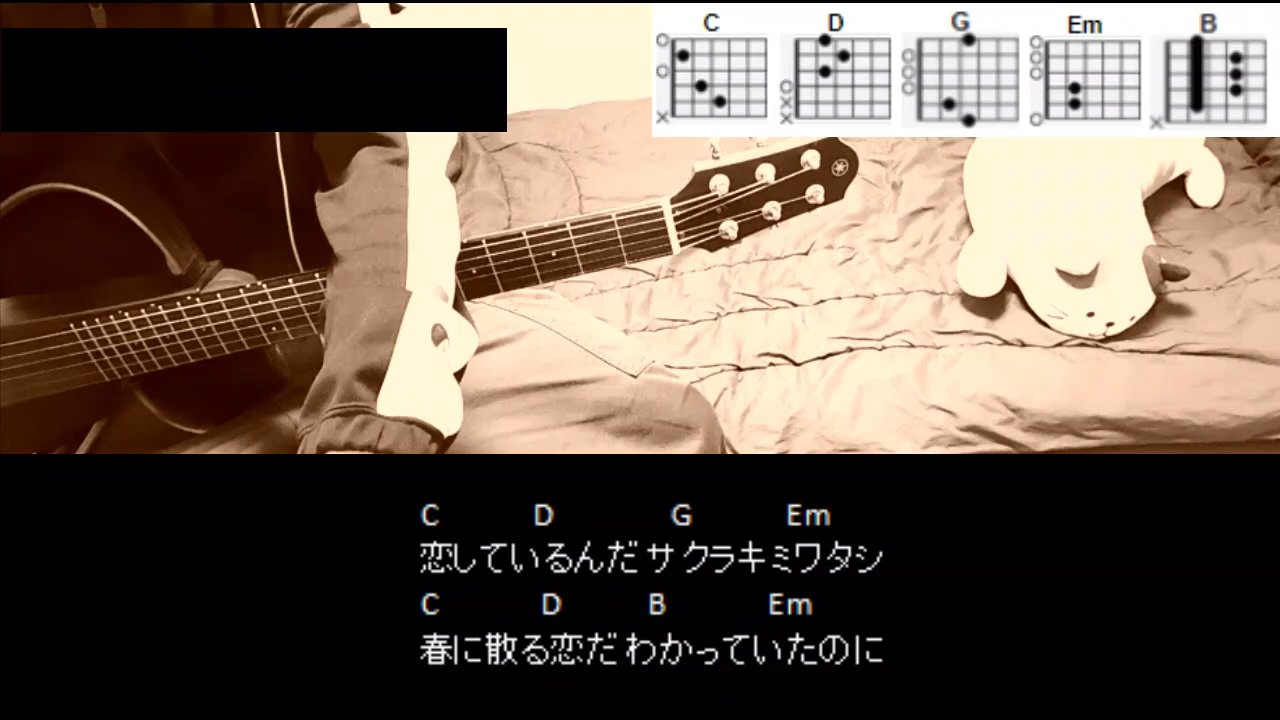 C D G Em B
C D G Em
恋しているんだ サクラキミワタシ
C D B Em
春に散る恋だ わかっていたのに